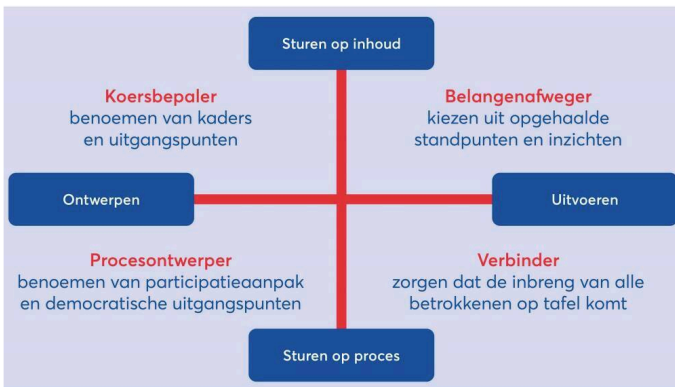 Sturen op inhoud
Koersbepaler
benoemen van kaders
en uitgangspunten
Belangenafweger
kiezen uit opgehaalde
standpunten en inzichten
Ontwerpen
Uitvoeren
Procesontwerper
benoemen van participatieaanpak
en democratische uitgangspunten
Verbinder
zorgen dat de inbreng van alle
betrokkenen op tafel komt
Sturen op proces